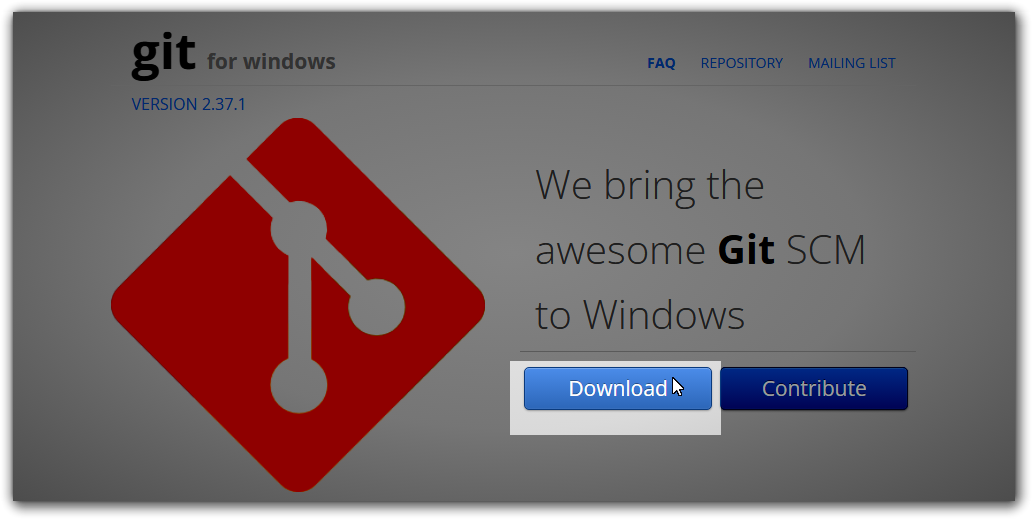 git for windows
FAQ REPOSITORY MAILING LIST
VERSION 2.37.1
We bring the
awesome Git SCM
to Windows
Download Contribute